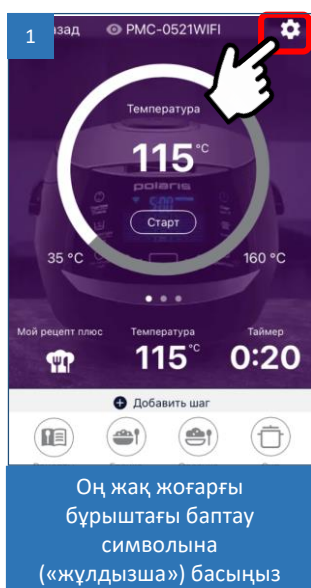 1
PMC-0521WIFI
Температура
115 °C
polaris
Старт
35 °C 160 °C
Мой рецепт плюс Температура Таймер
115 °C 0:20
Добавить шаг
Оң жақ жоғарғы
бұрыштағы баптау
символына
(«жұлдызша») басыңыз